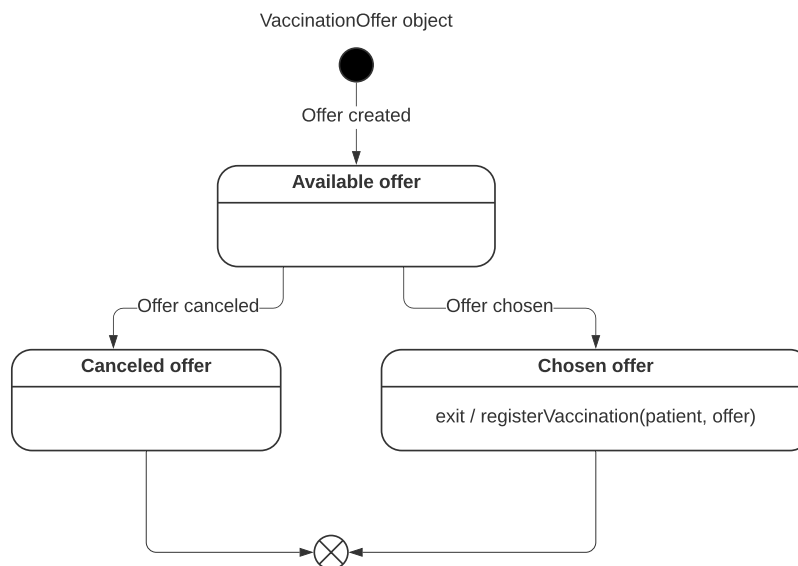 VaccinationOffer object
Offer created
Available offer
Offer canceled
Offer chosen
Canceled offer
Chosen offer
exit / registerVaccination(patient, offer)